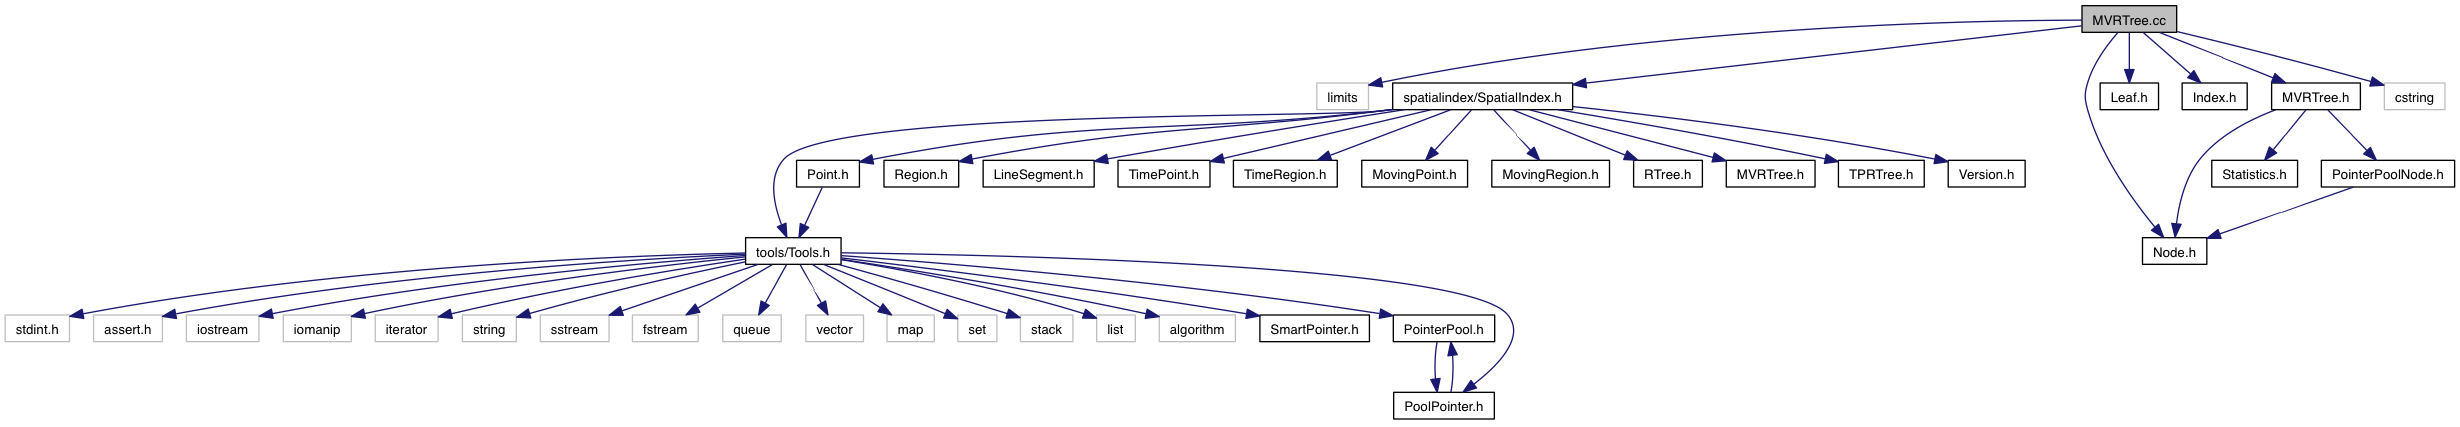 MVRTree.cc
limits
spatialindex/SpatialIndex.h
Leaf.h
Index.h
MVRTree.h
cstring
Point.h
Region.h
LineSegment.h
TimePoint.h
TimeRegion.h
MovingPoint.h
MovingRegion.h
RTree.h
MVRTree.h
TPRTree.h
Version.h
Statistics.h
PointerPoolNode.h
tools/Tools.h
Node.h
stdint.h
assert.h
iostream
iomanip
iterator
string
sstream
fstream
queue
vector
map
set
stack
list
algorithm
SmartPointer.h
PointerPool.h
PoolPointer.h